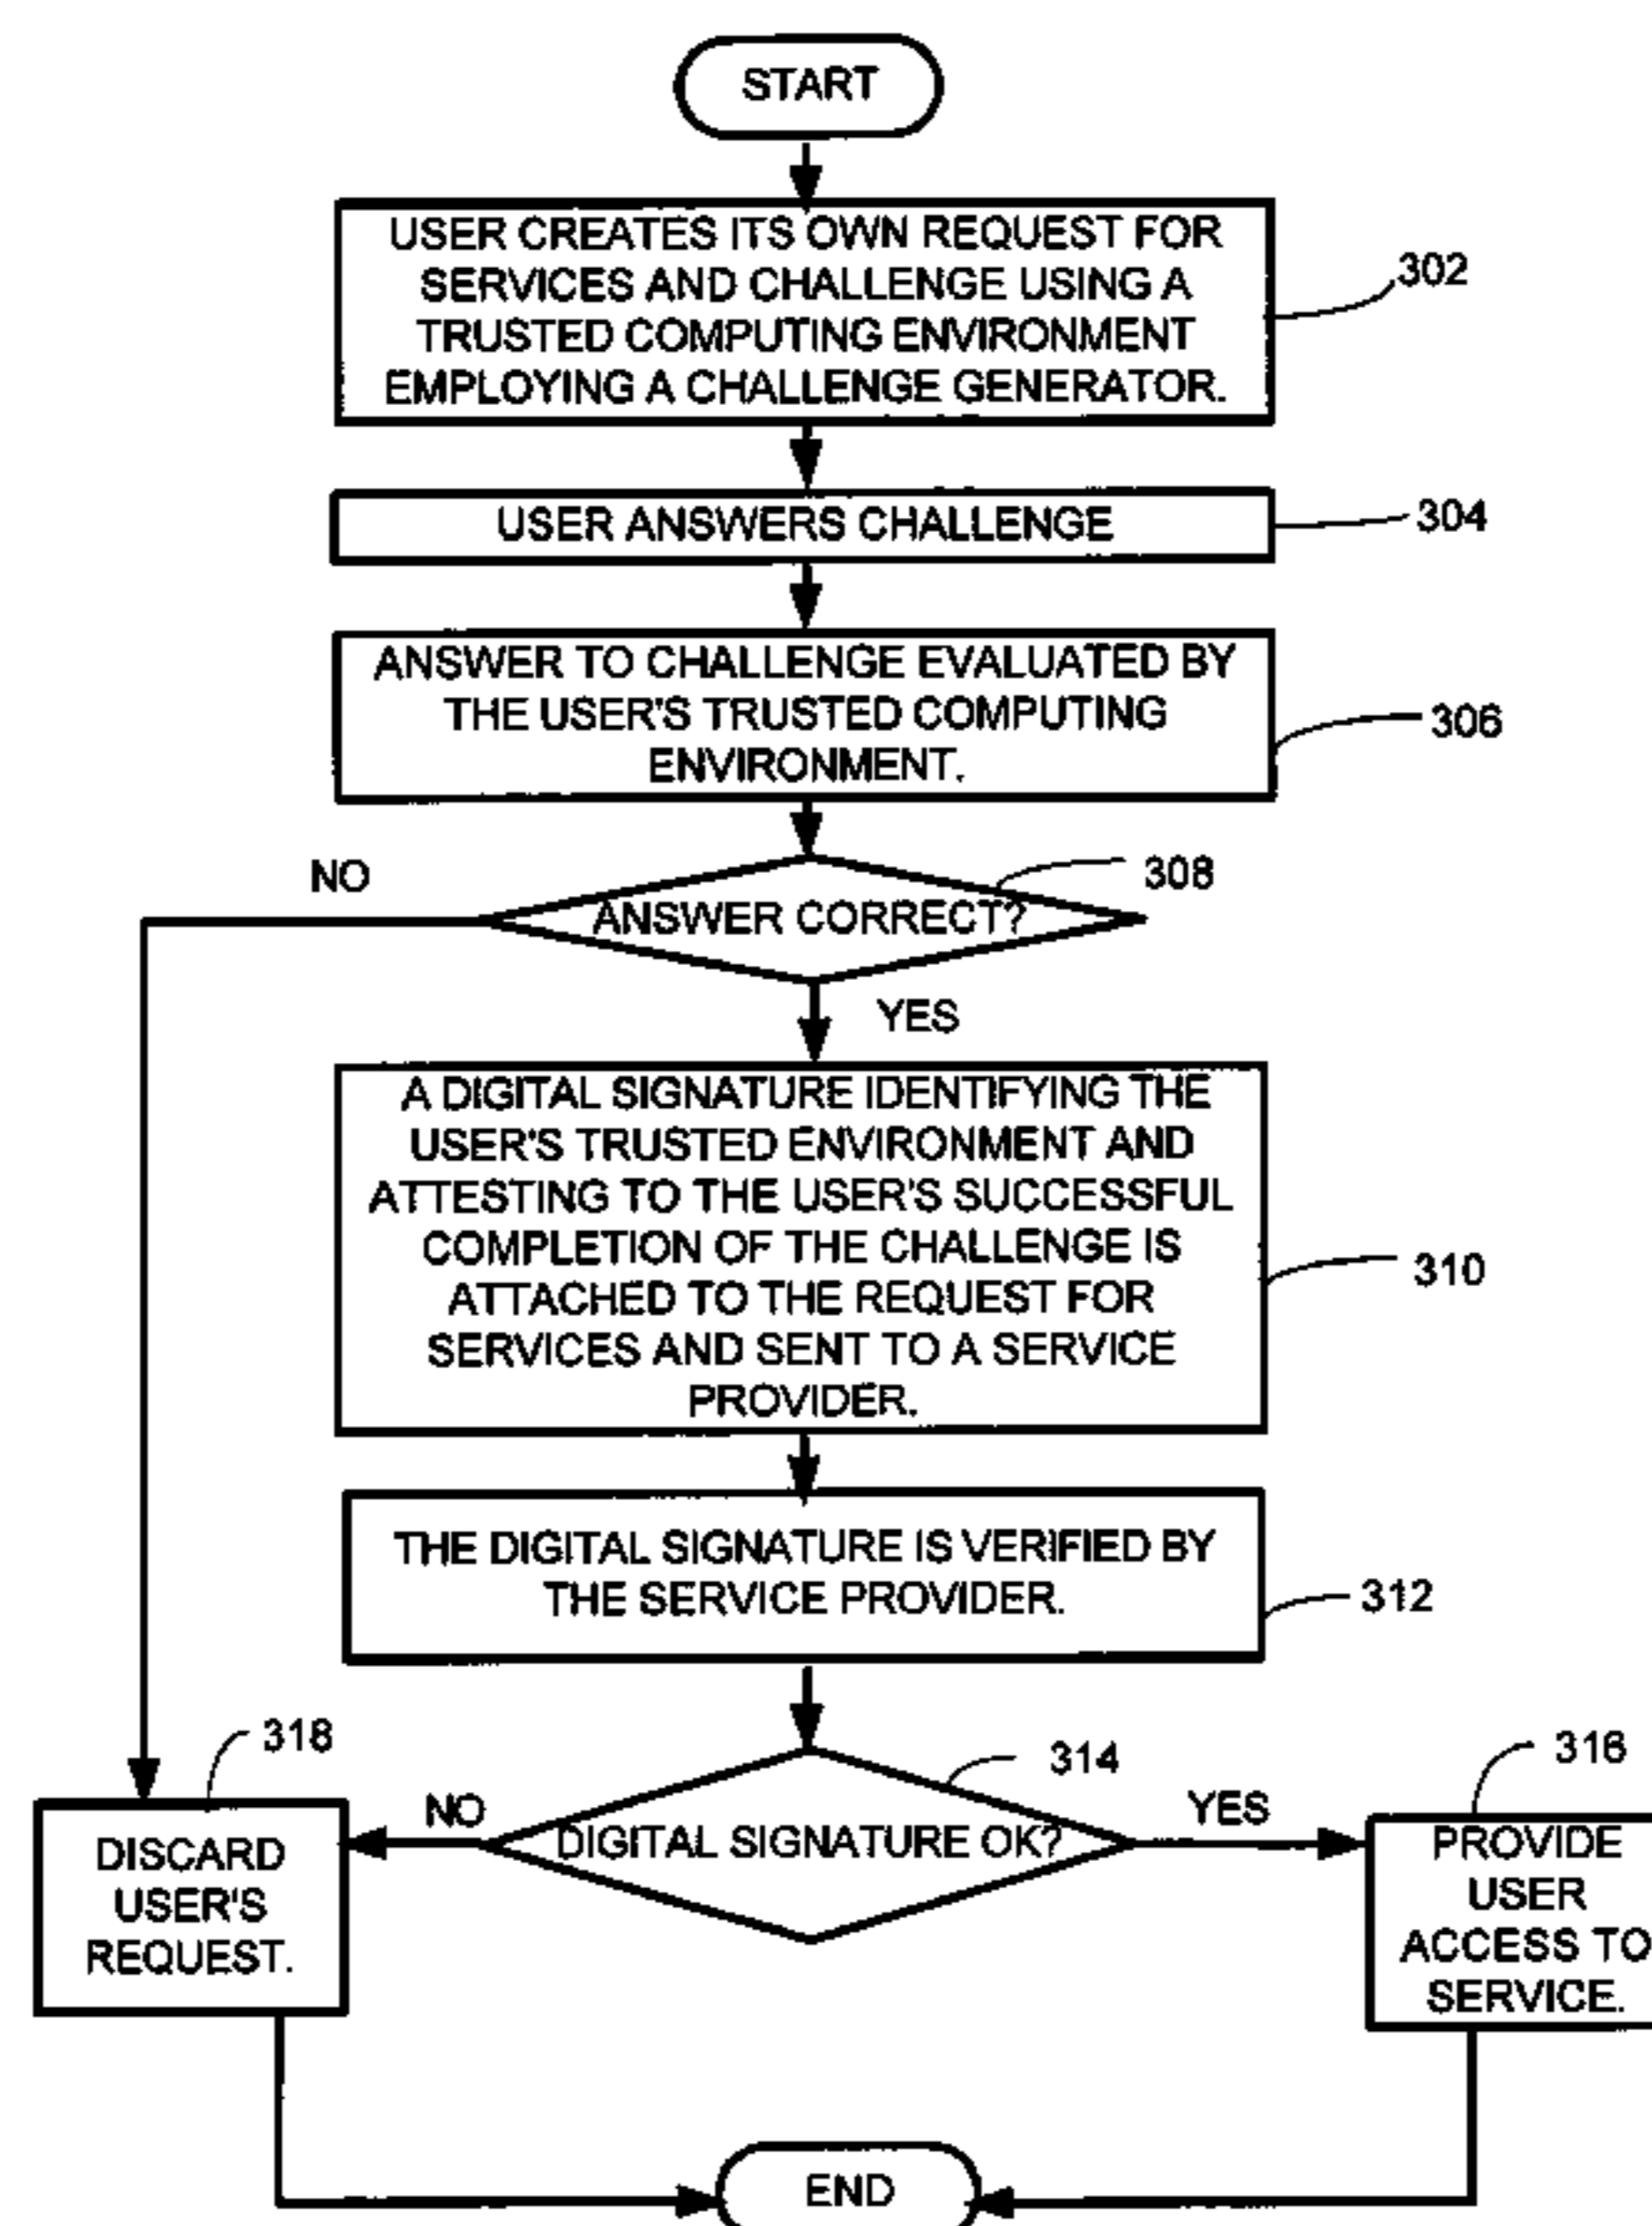 START
USER CREATES ITS OWN REQUEST FOR
SERVICES AND CHALLENGE USING A
TRUSTED COMPUTING ENVIRONMENT
EMPLOYING A CHALLENGE GENERATOR.
302
USER ANSWERS CHALLENGE
304
ANSWER TO CHALLENGE EVALUATED BY
THE USER'S TRUSTED COMPUTING
ENVIRONMENT.
306
NO
308
ANSWER CORRECT?
YES
A DIGITAL SIGNATURE IDENTIFYING THE
USER'S TRUSTED ENVIRONMENT AND
ATTESTING TO THE USER'S SUCCESSFUL
COMPLETION OF THE CHALLENGE IS
ATTACHED TO THE REQUEST FOR
SERVICES AND SENT TO A SERVICE
PROVIDER.
310
THE DIGITAL SIGNATURE IS VERIFIED BY
THE SERVICE PROVIDER.
312
318
314
316
NO
YES
DIGITAL SIGNATURE OK?
DISCARD
USER'S
REQUEST.
PROVIDE
USER
ACCESS TO
SERVICE.
END